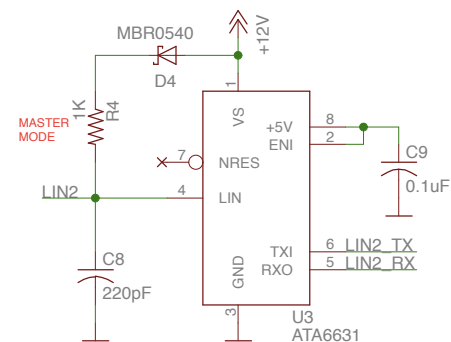 MBR0540
+12V
D4
1K
R4
MASTER
MODE
1
VS
+5V
8
ENI
2
C9
0.1uF
7
NRES
LIN2
4
LIN
TXI
6
LIN2_TX
RXO
5
LIN2_RX
C8
220pF
GND
3
U3
ATA6631